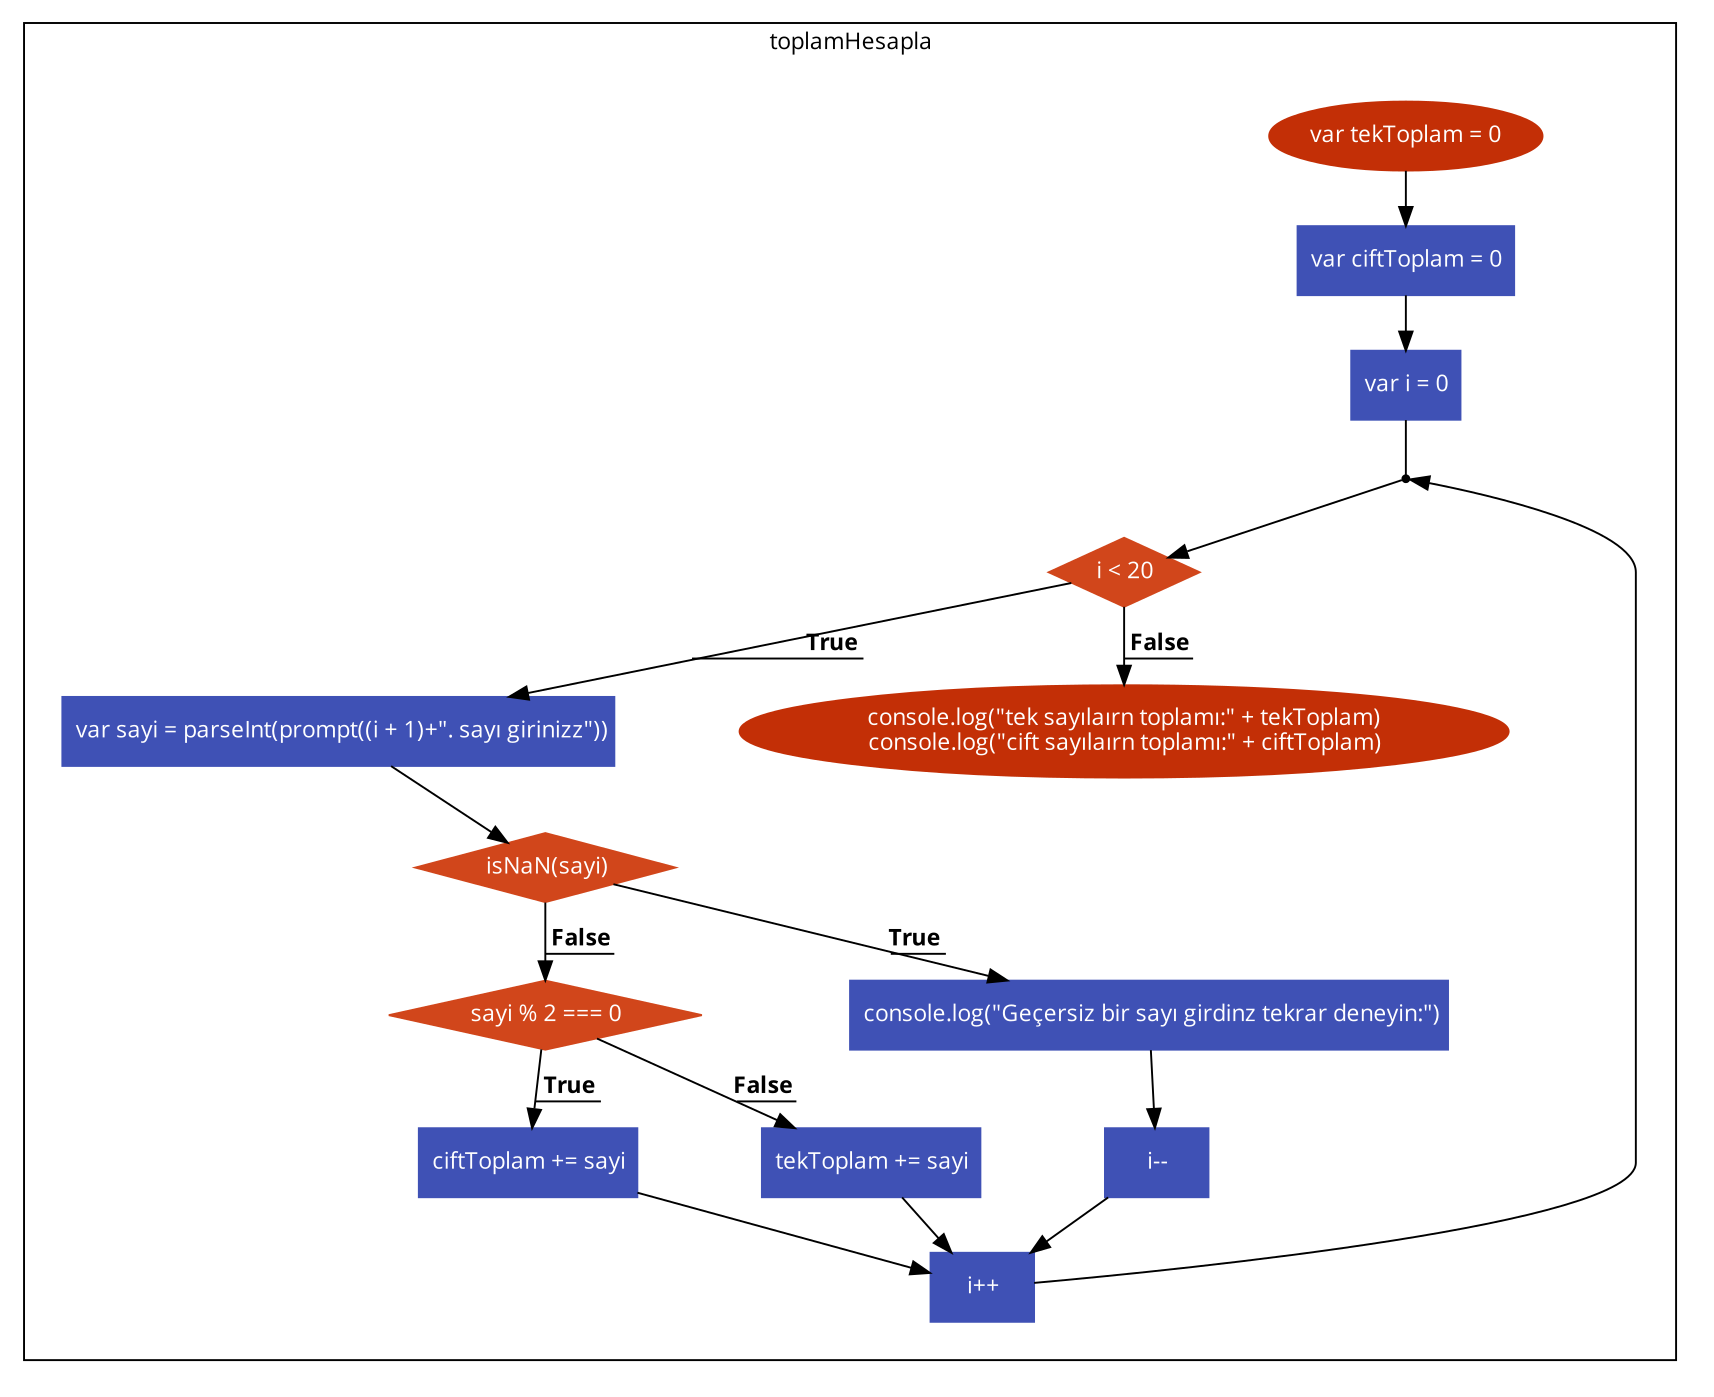 toplamHesapla
var tekToplam = 0
var ciftToplam = 0
var i = 0
i < 20
True
False
var sayi = parseInt(prompt((i + 1)+". sayı girinizz"))
console.log("tek sayılaırn toplamı:" + tekToplam)
console.log("cift sayılaırn toplamı:" + ciftToplam)
isNaN(sayi)
False
True
sayi % 2 === 0
console.log("Geçersiz bir sayı girdinz tekrar deneyin:")
True
False
ciftToplam += sayi
tekToplam += sayi
i--
i++